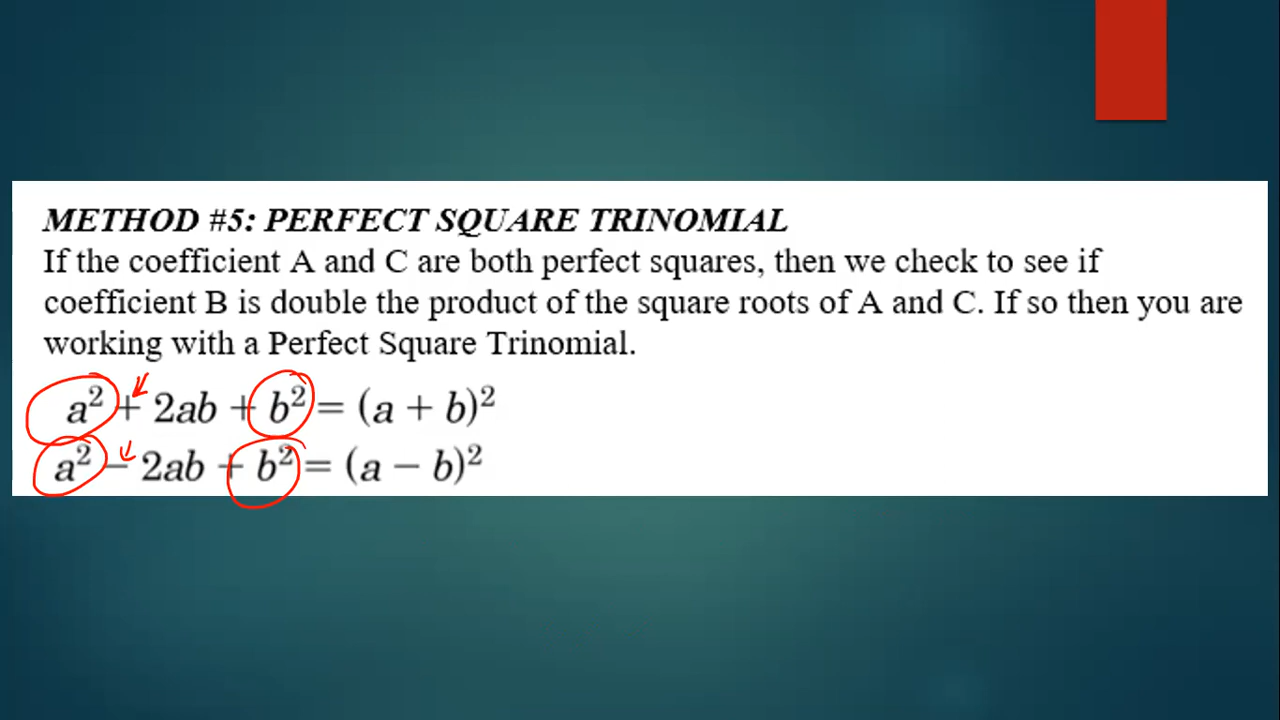 METHOD #5: PERFECT SQUARE TRINOMIAL
If the coefficient A and C are both perfect squares, then we check to see if
coefficient B is double the product of the square roots of A and C. If so then you are
working with a Perfect Square Trinomial.
a² + 2ab + b² = (a + b)²
a² − 2ab + b² = (a − b)²